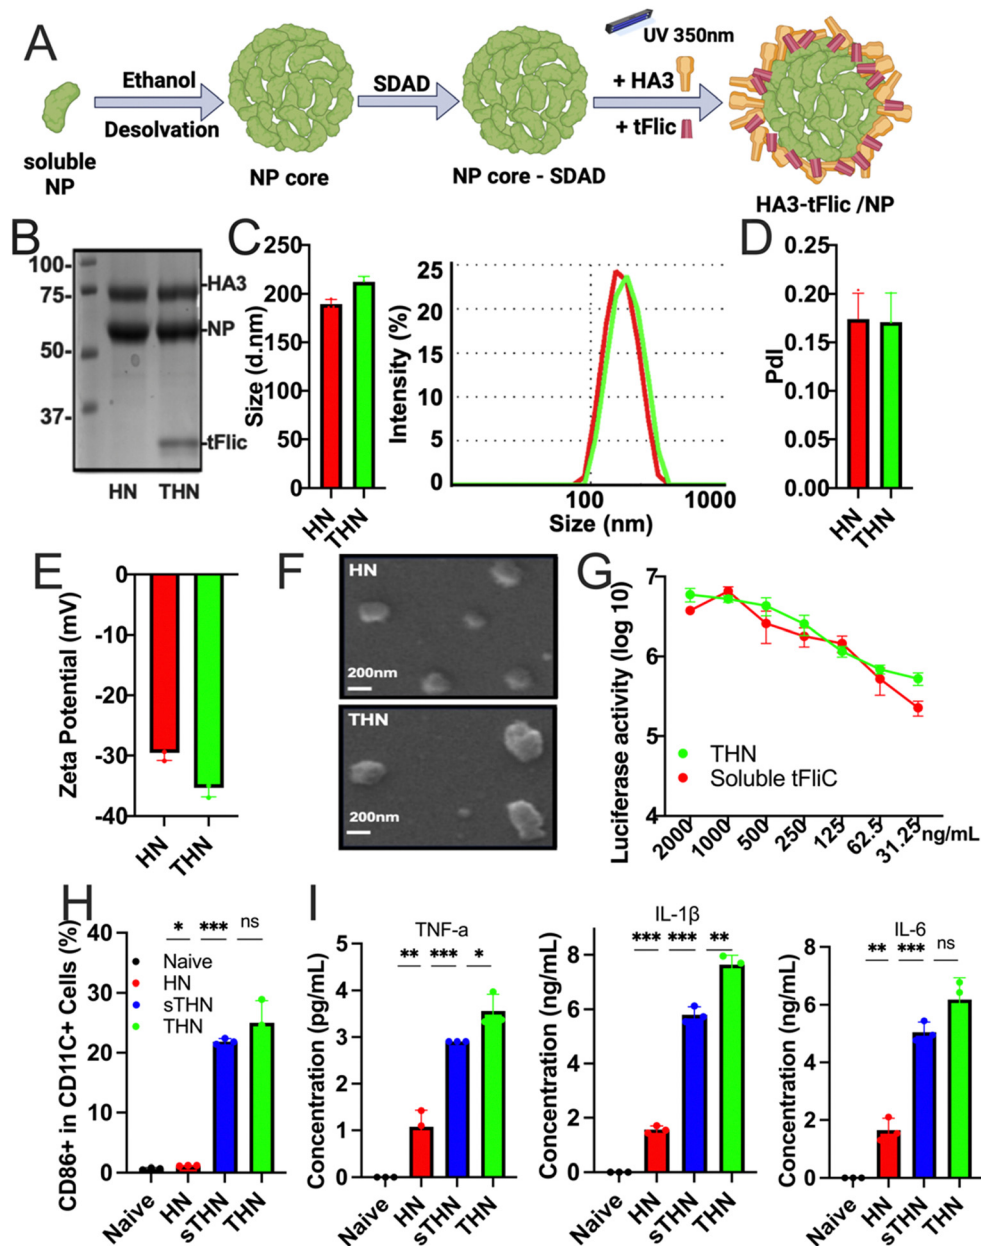 A
Ethanol
Desolvation
SDAD
UV 350nm
+ HA3
+ tFlic
soluble
NP
NP core
NP core - SDAD
HA3-tFlic /NP
B
100-
75-
50-
37-
-HA3
-NP
-tFlic
HN THN
C
Size (d.nm)
250
200
150
100
50
0
HN
THN
Intensity (%)
25
20
15
10
5
0
100 1000
Size (nm)
D
PdI
0.25
0.20
0.15
0.10
0.05
0.00
HN
THN
E
Zeta Potential (mV)
0
-10
-20
-30
-40
HN
THN
F
HN
200nm
THN
200nm
G
Luciferase activity (log 10)
7
6
5
4
THN
Soluble tFliC
2000
1000
500
250
125
62.5
31.25
ng/mL
H
CD86+ in CD11C+ Cells (%)
40
30
20
10
0
* *** ns
Naive
HN
sTHN
THN
Naive
HN
sTHN
THN
I
TNF-a
Concentration (pg/mL)
5
4
3
2
1
0
** *** *
Naive
HN
sTHN
THN
IL-1β
Concentration (ng/mL)
8
6
4
2
0
*** *** **
Naive
HN
sTHN
THN
IL-6
Concentration (ng/mL)
8
6
4
2
0
** *** ns
Naive
HN
sTHN
THN